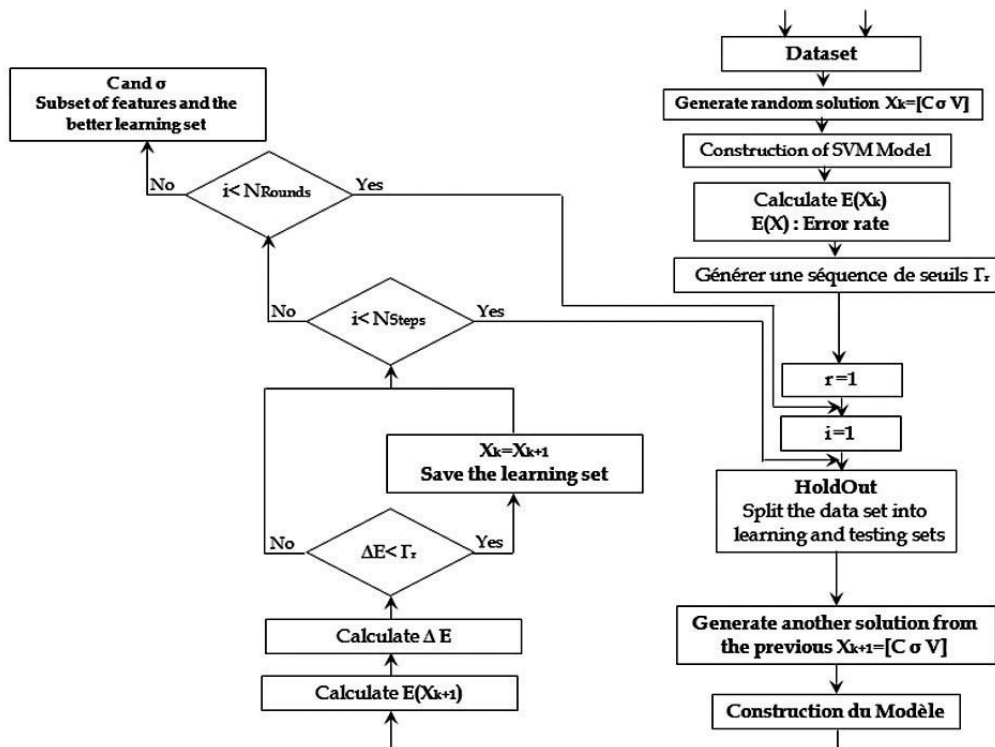 Dataset
Generate random solution Xk=[C σ V]
Construction of SVM Model
Calculate E(Xk)
E(X) : Error rate
Générer une séquence de seuils Γr
r=1
i=1
HoldOut
Split the data set into
learning and testing sets
Generate another solution from
the previous Xk+1=[C σ V]
Construction du Modèle
Calculate E(Xk+1)
Calculate Δ E
ΔE< Γr
No
Yes
Xk=Xk+1
Save the learning set
i< NSteps
No
Yes
i< NRounds
No
Yes
Cand σ
Subset of features and the
better learning set